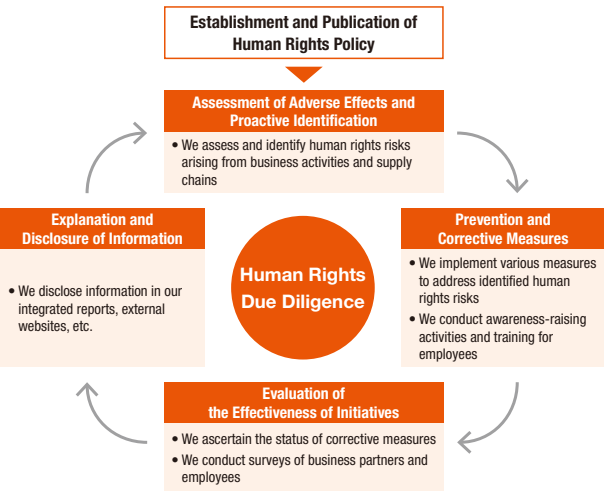 Establishment and Publication of
Human Rights Policy
Assessment of Adverse Effects and
Proactive Identification
• We assess and identify human rights risks
arising from business activities and supply
chains
Prevention and
Corrective Measures
• We implement various measures
to address identified human
rights risks
• We conduct awareness-raising
activities and training for
employees
Evaluation of
the Effectiveness of Initiatives
• We ascertain the status of corrective measures
• We conduct surveys of business partners and
employees
Explanation and
Disclosure of Information
• We disclose information in our
integrated reports, external
websites, etc.
Human Rights
Due Diligence